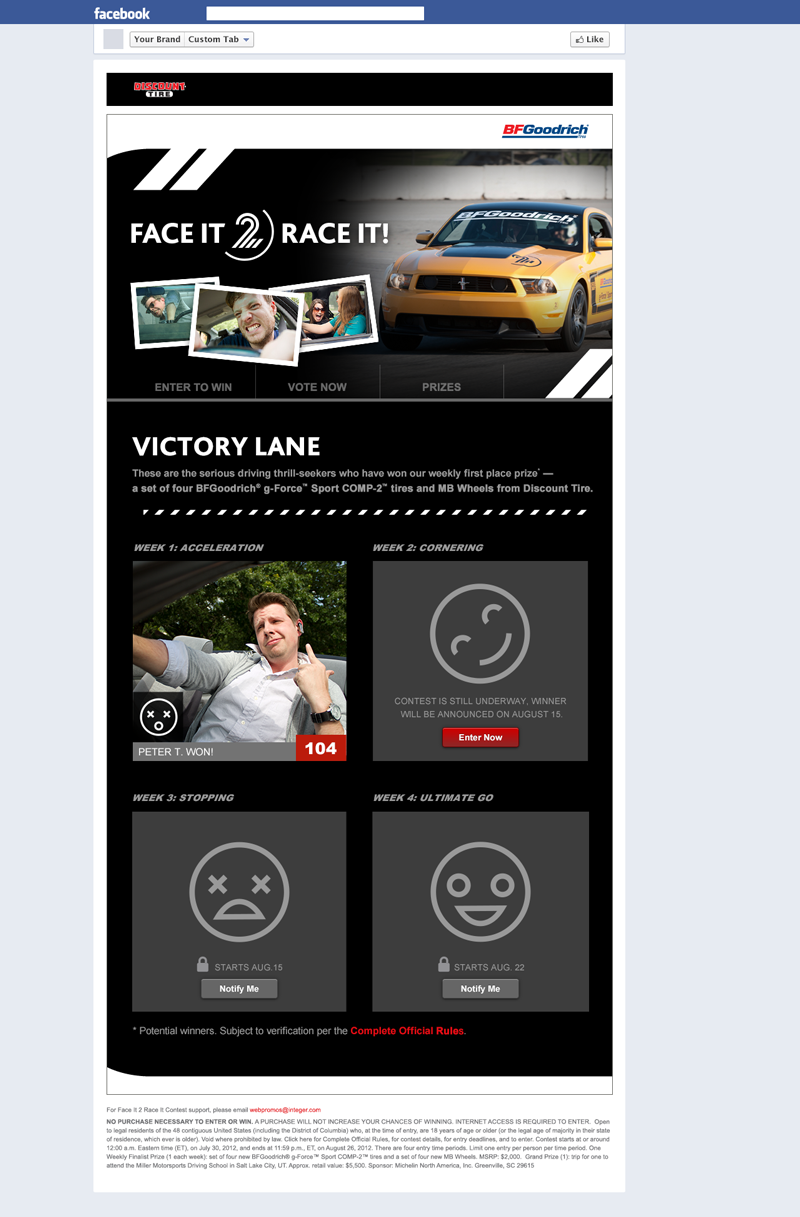 facebook
Your Brand Custom Tab
Like
DISCOUNT
TIRE
BFGoodrich
Tires
FACE IT 2 RACE IT!
BFGoodrich
ENTER TO WIN
VOTE NOW
PRIZES
VICTORY LANE
These are the serious driving thrill-seekers who have won our weekly first place prize* —
a set of four BFGoodrich® g-Force™ Sport COMP-2™ tires and MB Wheels from Discount Tire.
WEEK 1: ACCELERATION
PETER T. WON!
104
WEEK 2: CORNERING
CONTEST IS STILL UNDERWAY, WINNER
WILL BE ANNOUNCED ON AUGUST 15.
Enter Now
WEEK 3: STOPPING
STARTS AUG.15
Notify Me
WEEK 4: ULTIMATE GO
STARTS AUG. 22
Notify Me
* Potential winners. Subject to verification per the Complete Official Rules.
For Face It 2 Race It Contest support, please email webpromos@integer.com
NO PURCHASE NECESSARY TO ENTER OR WIN. A PURCHASE WILL NOT INCREASE YOUR CHANCES OF WINNING. INTERNET ACCESS IS REQUIRED TO ENTER. Open
to legal residents of the 48 contiguous United States (including the District of Columbia) who, at the time of entry, are 18 years of age or older (or the legal age of majority in their state
of residence, which ever is older). Void where prohibited by law. Click here for Complete Official Rules, for contest details, for entry deadlines, and to enter. Contest starts at or around
12:00 a.m. Eastern time (ET), on July 30, 2012, and ends at 11:59 p.m., ET, on August 26, 2012. There are four entry time periods. Limit one entry per person per time period. One
Weekly Finalist Prize (1 each week): set of four new BFGoodrich® g-Force™ Sport COMP-2™ tires and a set of four new MB Wheels. MSRP: $2,000. Grand Prize (1): trip for one to
attend the Miller Motorsports Driving School in Salt Lake City, UT. Approx. retail value: $5,500. Sponsor: Michelin North America, Inc. Greenville, SC 29615